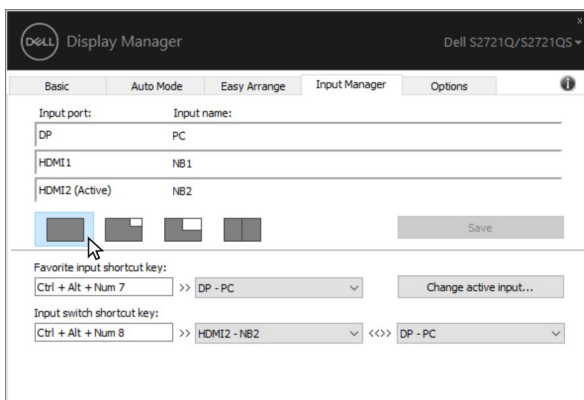 DELL Display Manager
x
Dell S2721Q/S2721QS
Basic Auto Mode Easy Arrange Input Manager Options i
Input port: Input name:
DP PC
HDMI1 NB1
HDMI2 (Active) NB2
Save
Favorite input shortcut key:
Ctrl + Alt + Num 7 >> DP - PC Change active input...
Input switch shortcut key:
Ctrl + Alt + Num 8 >> HDMI2 - NB2 <<>> DP - PC